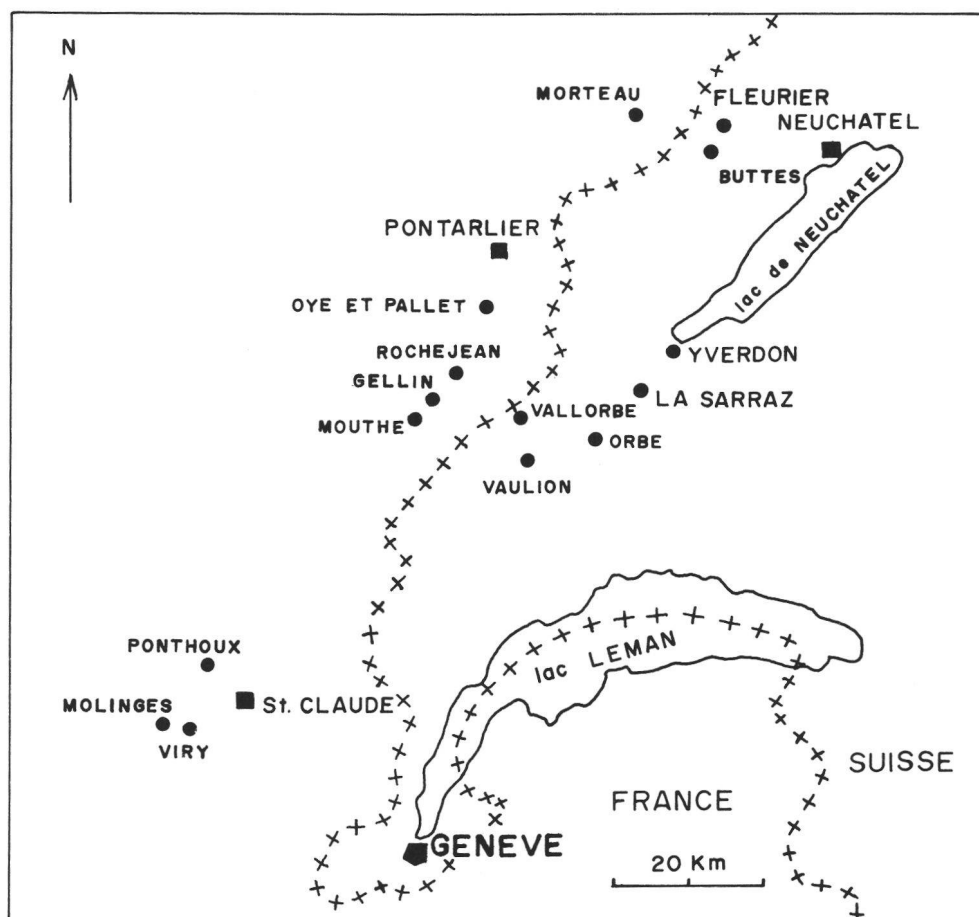 N
MORTEAU
FLEURIER
NEUCHATEL
BUTTES
PONTARLIER
lac de NEUCHATEL
OYE ET PALLET
ROCHEJEAN
YVERDON
GELLIN
LA SARRAZ
MOUTHE
VALLORBE
ORBE
VAULION
PONTHOUX
lac LEMAN
MOLINGES
St. CLAUDE
VIRY
SUISSE
FRANCE
GENEVE
20 Km